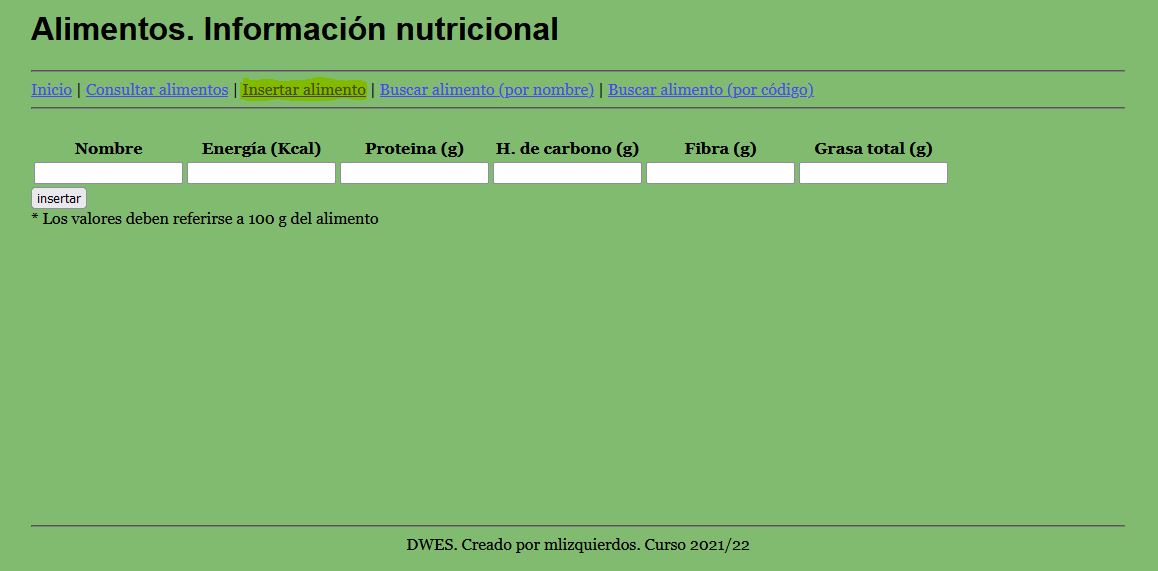 Alimentos. Información nutricional
Inicio | Consultar alimentos | Insertar alimento | Buscar alimento (por nombre) | Buscar alimento (por código)
Nombre Energía (Kcal) Proteina (g) H. de carbono (g) Fibra (g) Grasa total (g)
insertar
* Los valores deben referirse a 100 g del alimento
DWES. Creado por mlizquierdos. Curso 2021/22